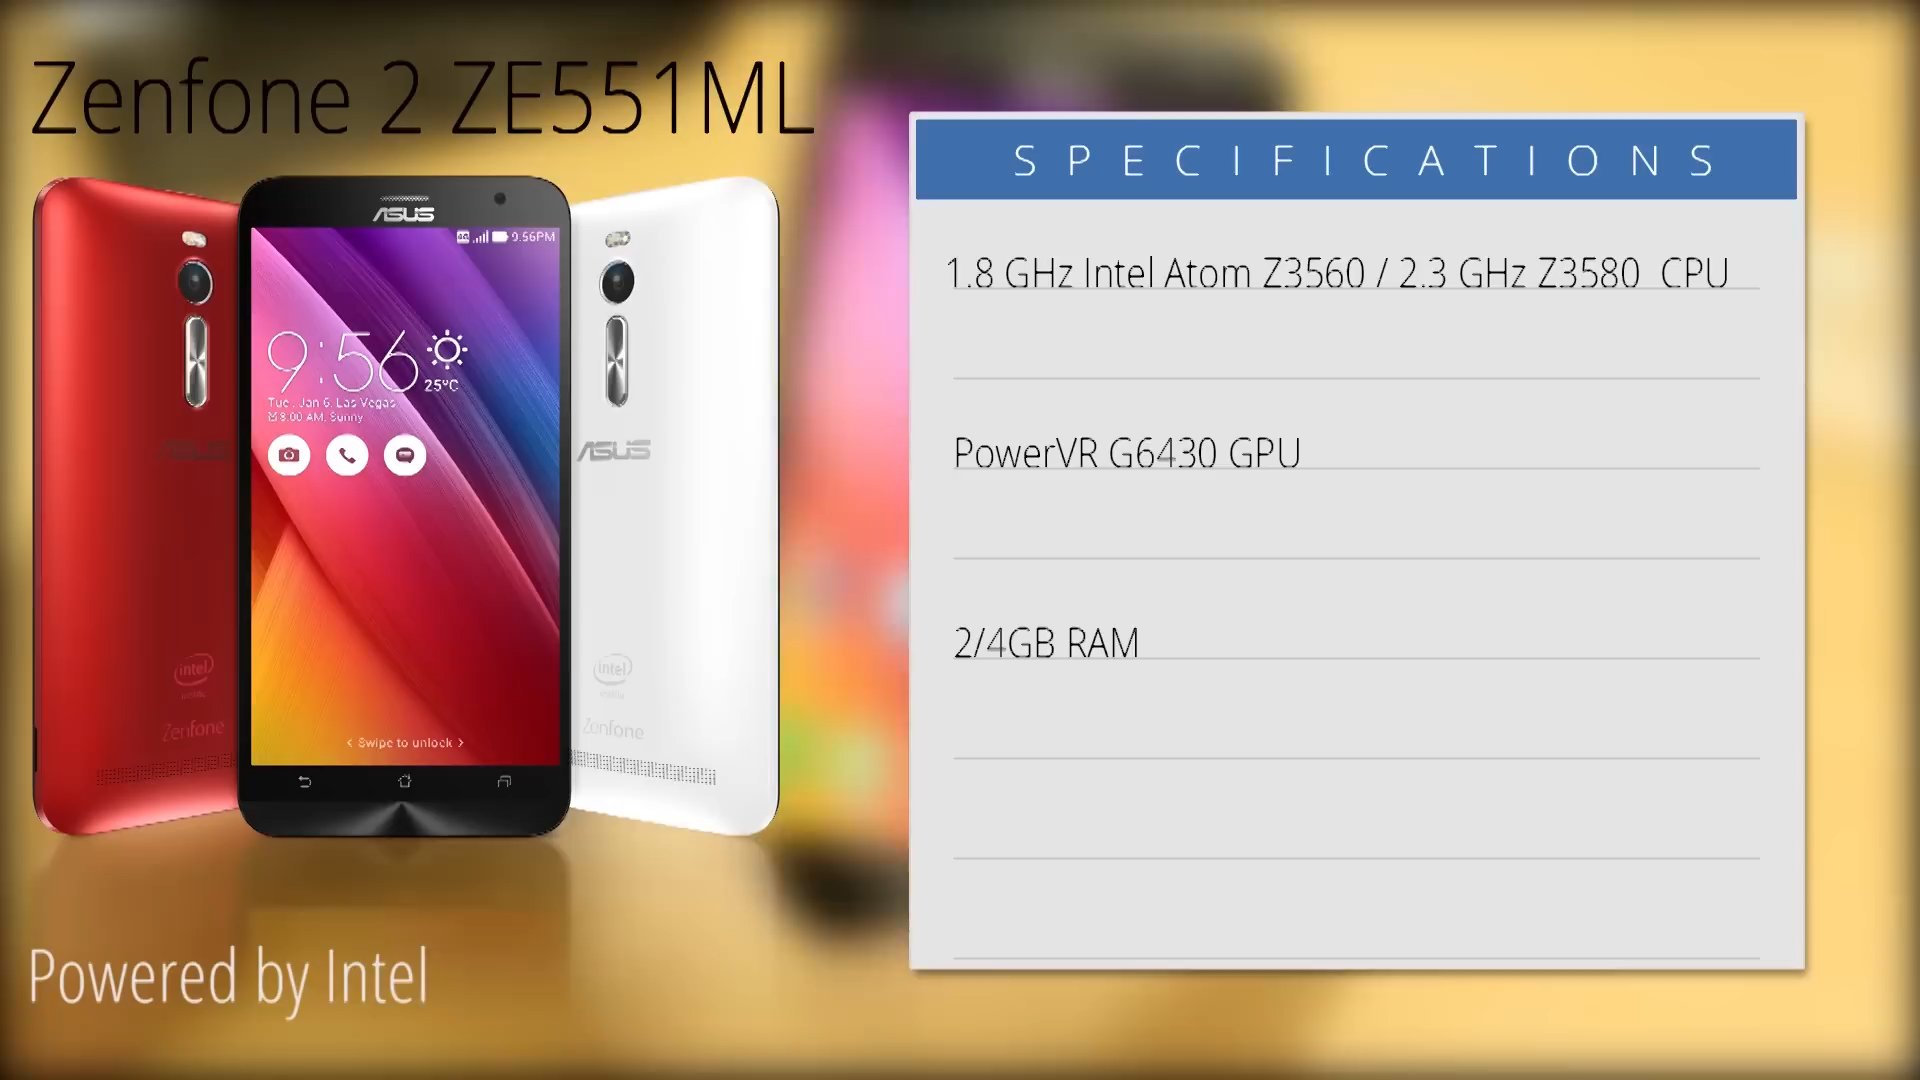 Zenfone 2 ZE551ML
SPECIFICATIONS
1.8 GHz Intel Atom Z3560 / 2.3 GHz Z3580 CPU
PowerVR G6430 GPU
2/4GB RAM
ASUS
9:56PM
9:56
25°C
Tue, Jan 6, Las Vegas
8:00 AM, Sunny
< Swipe to unlock >
ASUS
intel
Zenfone
ASUS
intel
Zenfone
Powered by Intel